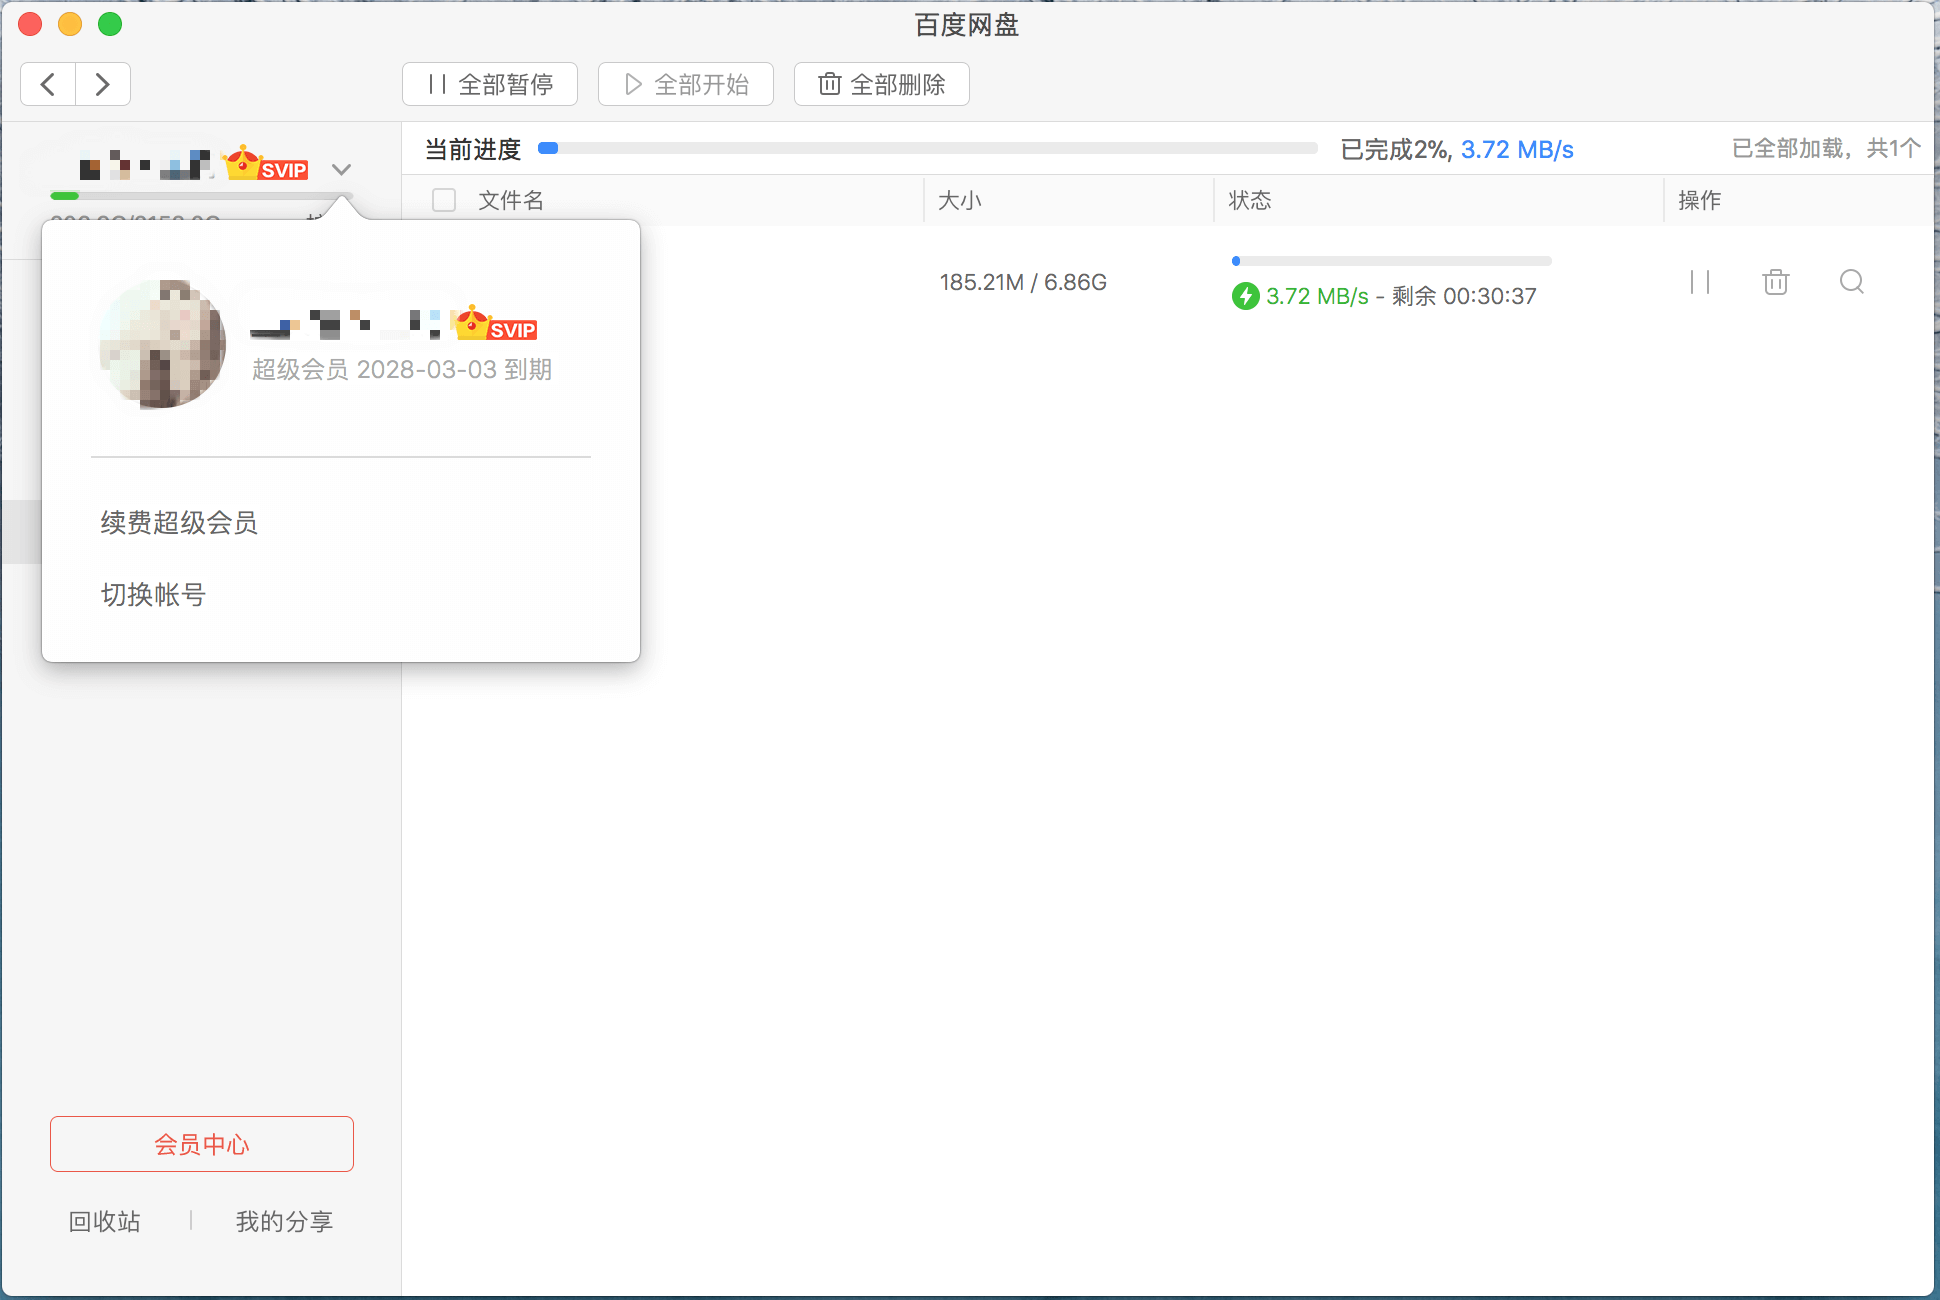 百度网盘
全部暂停
全部开始
全部删除
SVIP
当前进度
已完成2%, 3.72 MB/s
已全部加载，共1个
文件名
大小
状态
操作
185.21M / 6.86G
3.72 MB/s - 剩余 00:30:37
SVIP
超级会员 2028-03-03 到期
续费超级会员
切换帐号
会员中心
回收站
我的分享